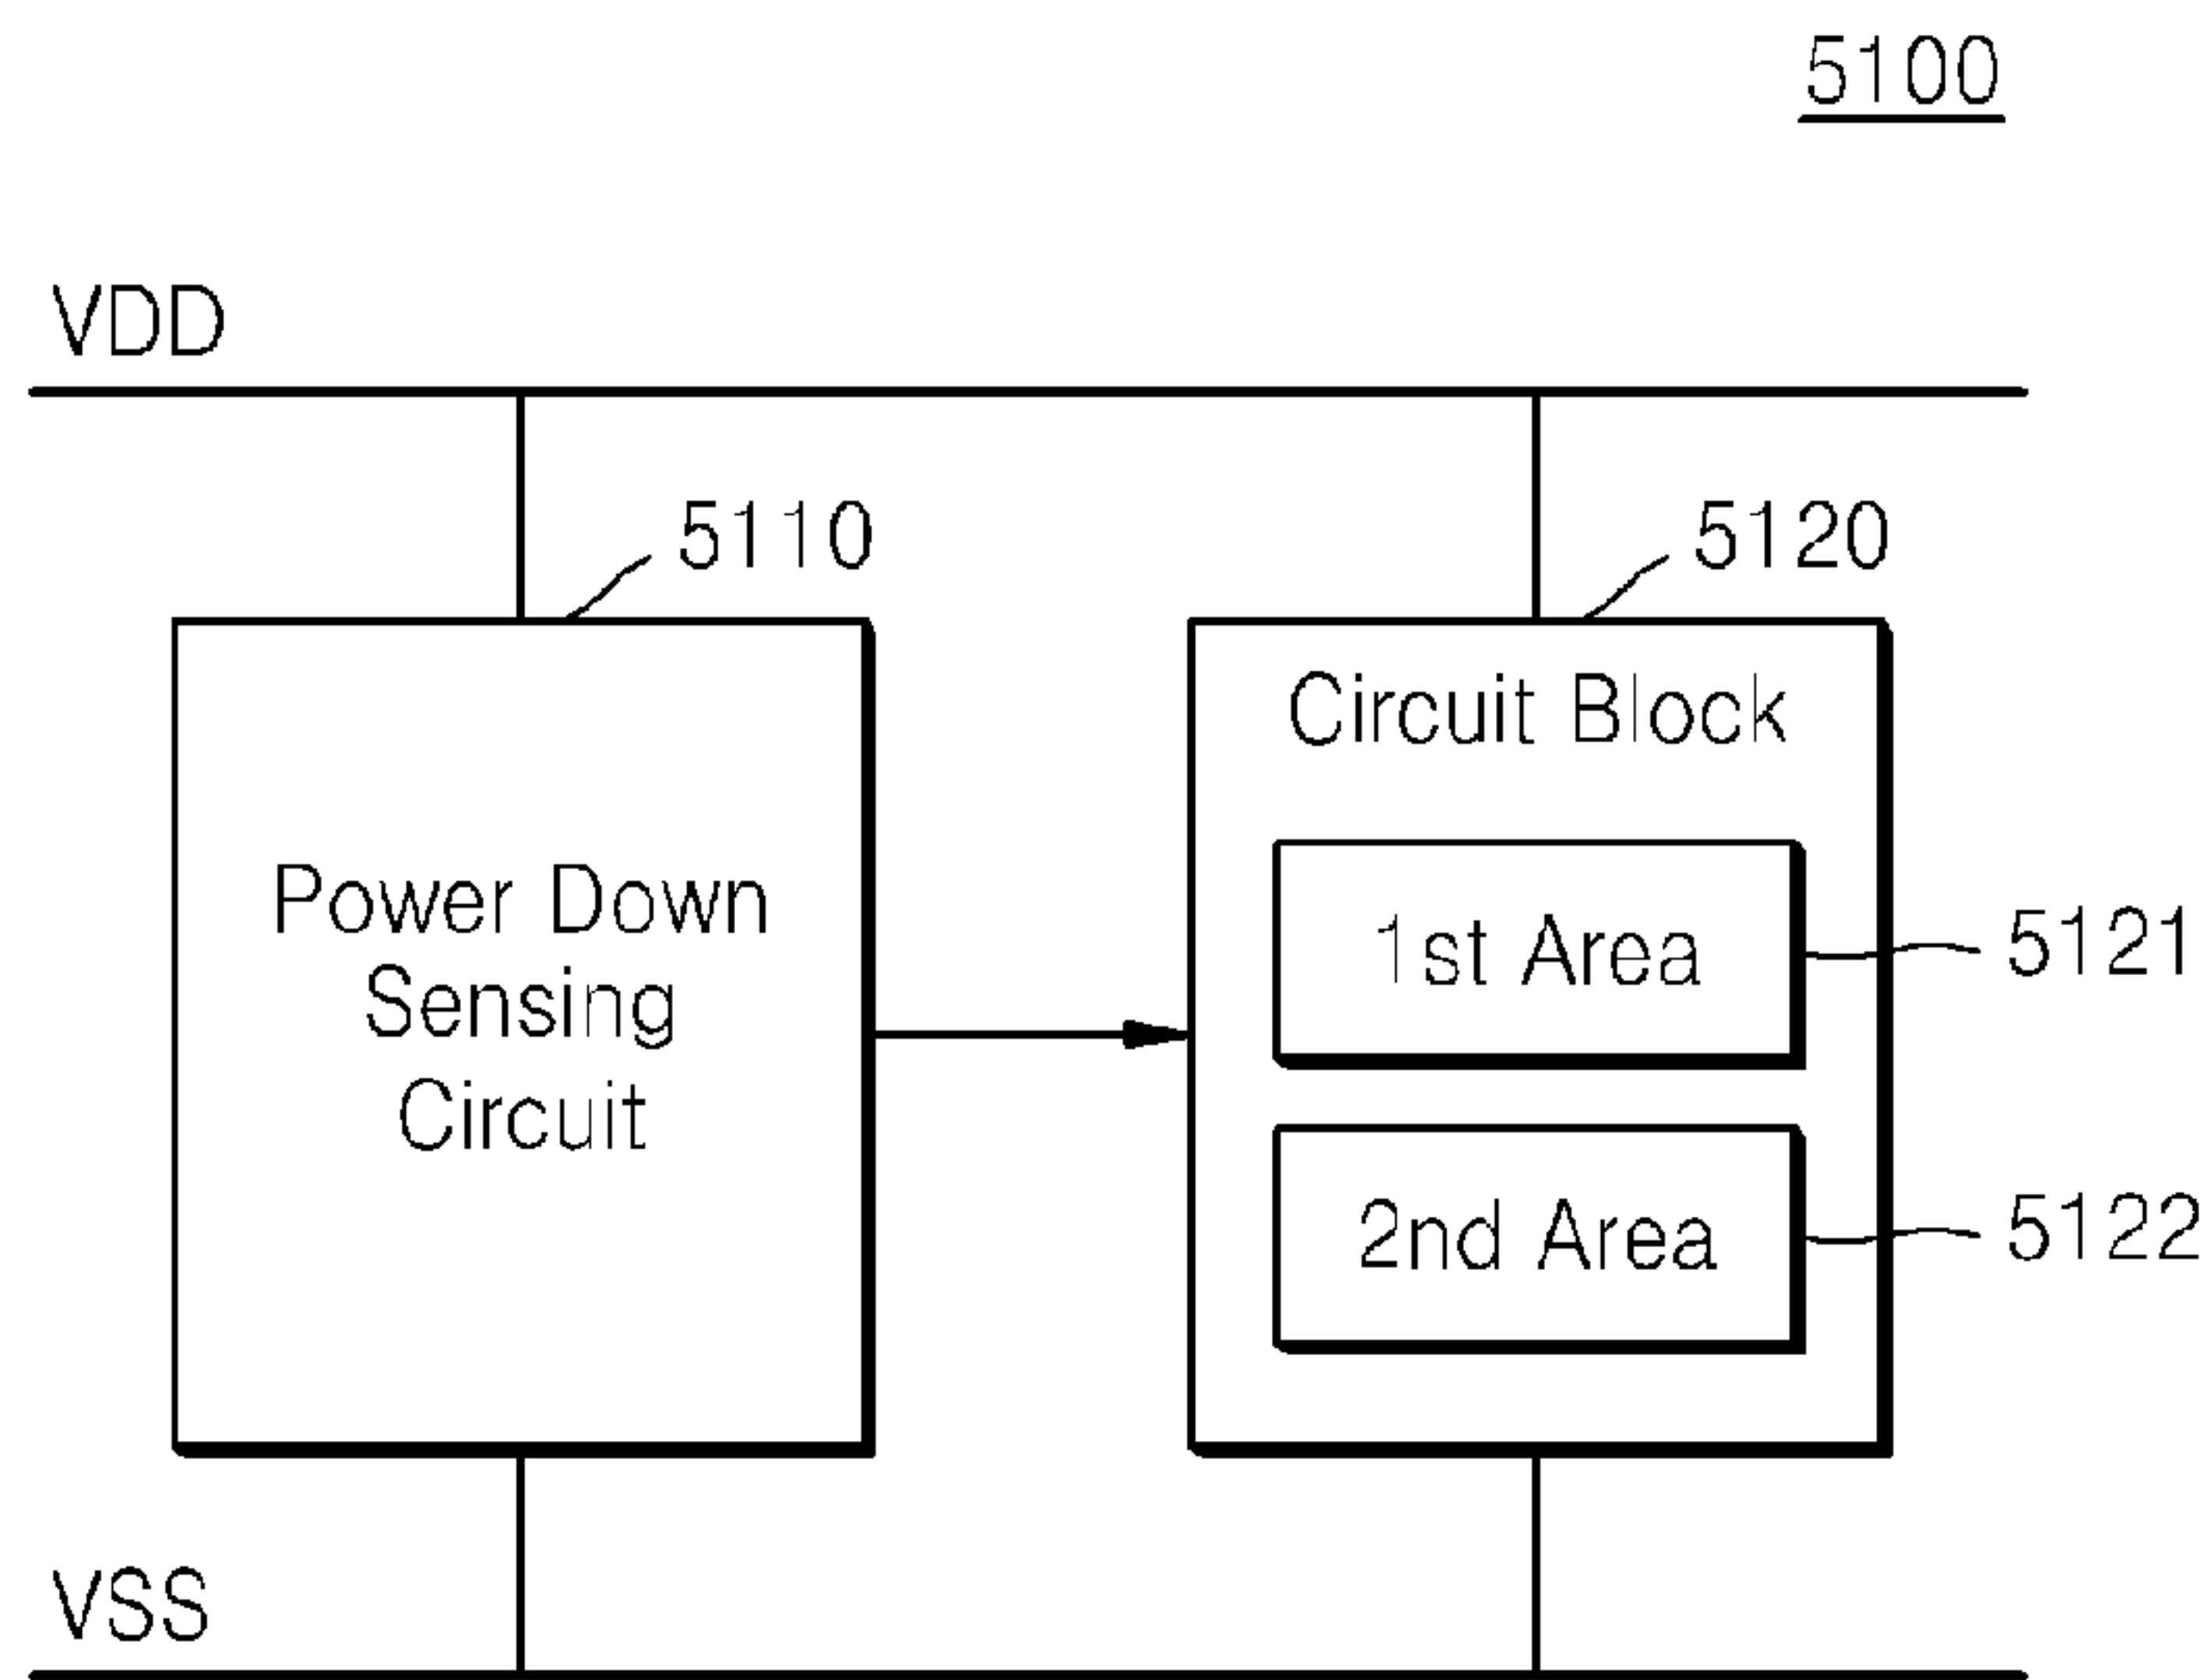 5100
VDD
5110
5120
Circuit Block
Power Down
Sensing
Circuit
1st Area
5121
2nd Area
5122
VSS